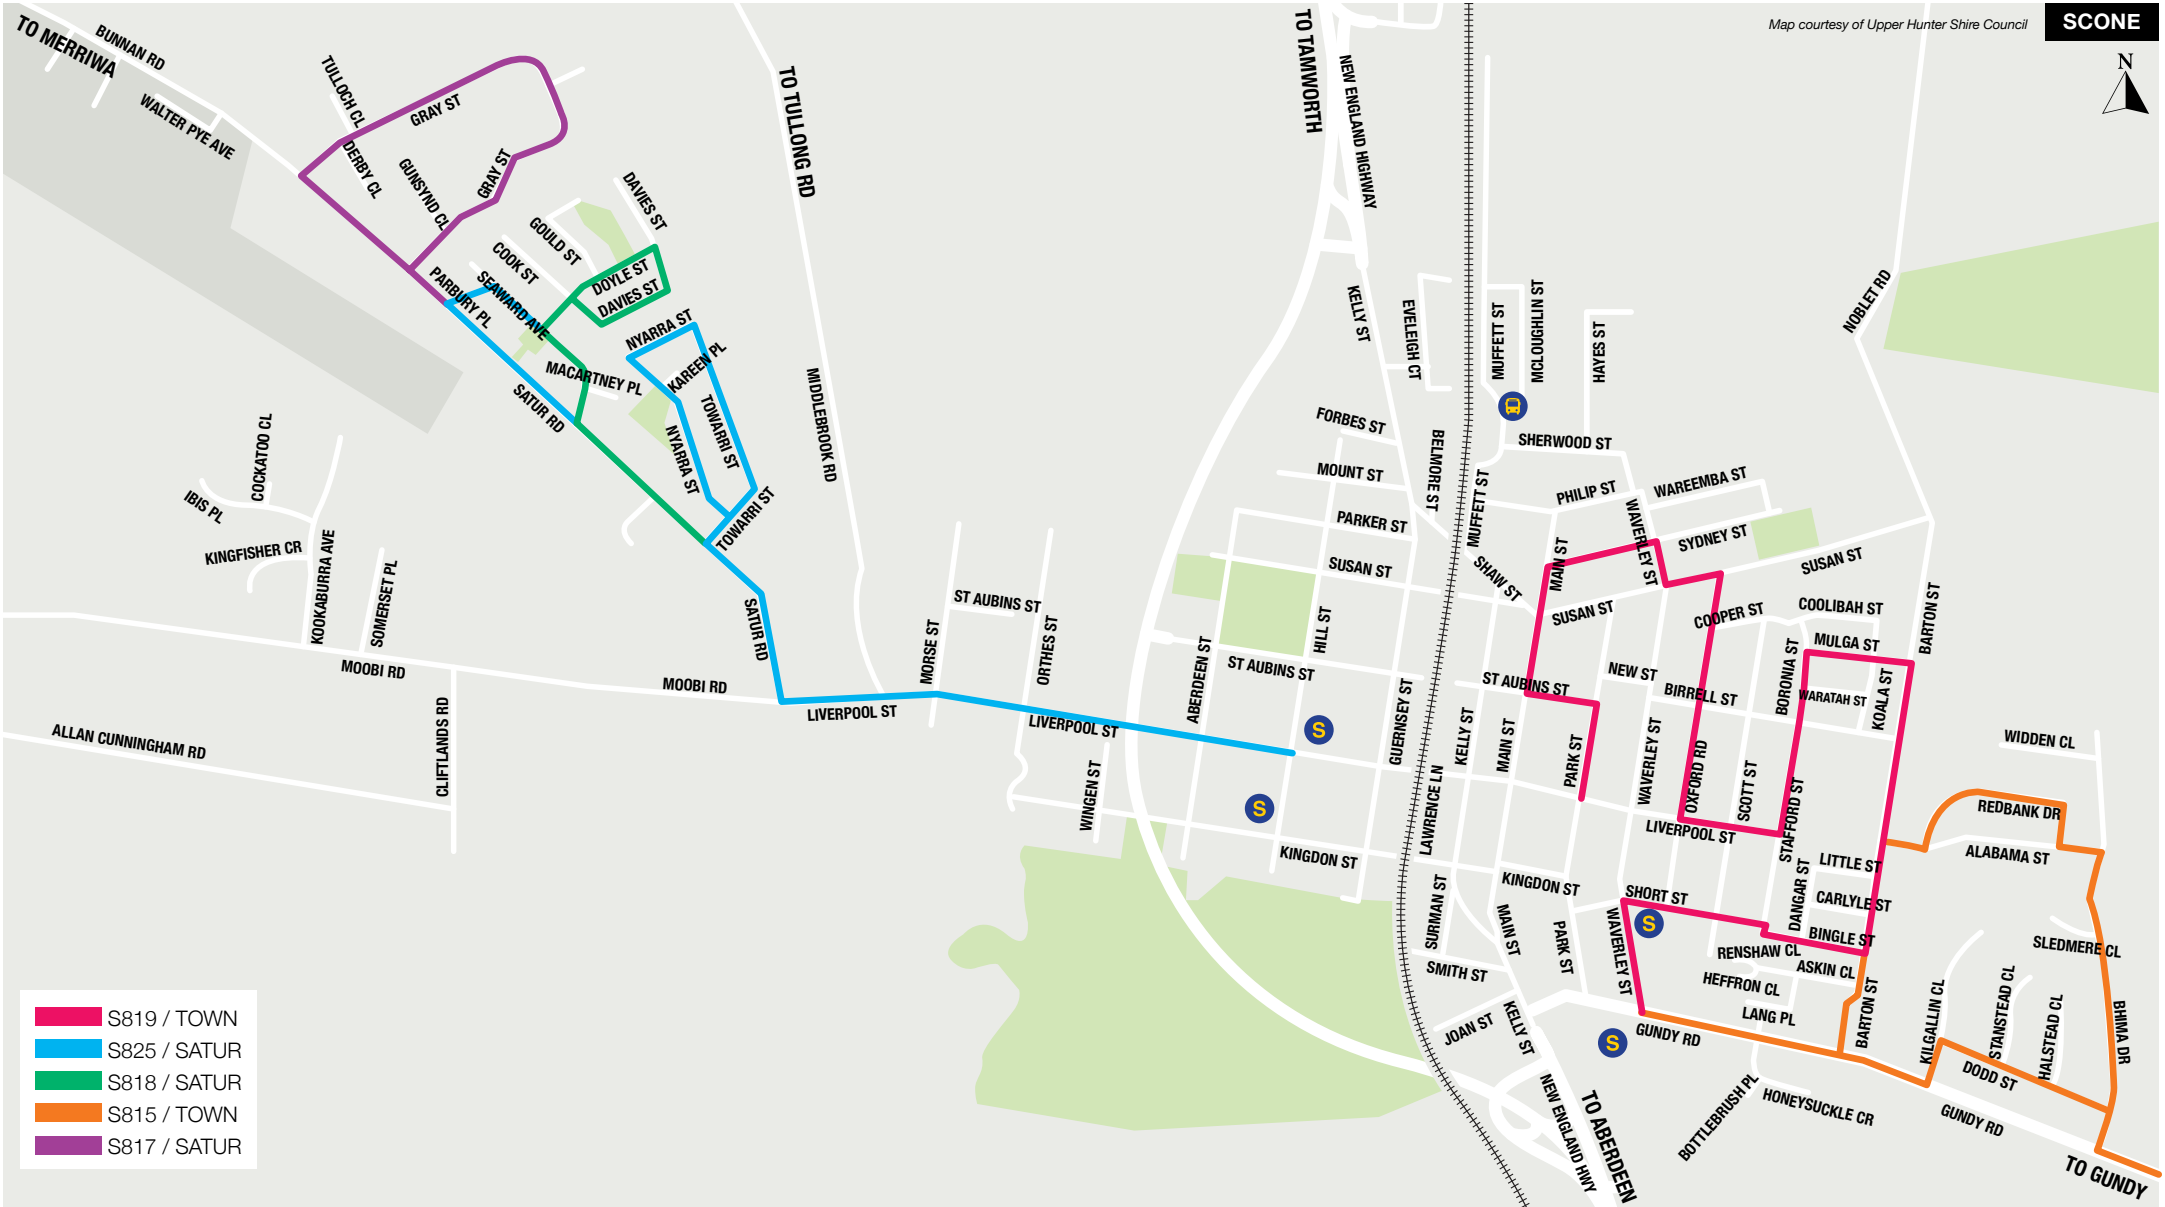 Map courtesy of Upper Hunter Shire Council
SCONE
N
TO MERRIWA
BUNNAN RD
WALTER PYE AVE
TULLOCH CL
GRAY ST
DERBY CL
GUNSYND CL
GRAY ST
DAVIES ST
GOULD ST
COOK ST
SEAWARD AVE
PARBURY PL
DOYLE ST
DAVIES ST
NYARRA ST
KAREEN PL
MACARTNEY PL
TOWARRI ST
NYARRA ST
SATUR RD
TOWARRI ST
TO TULLONG RD
MIDDLEBROOK RD
COCKATOO CL
IBIS PL
KINGFISHER CR
KOOKABURRA AVE
SOMERSET PL
MOOBI RD
MOOBI RD
SATUR RD
ALLAN CUNNINGHAM RD
CLIFTLANDS RD
LIVERPOOL ST
MORSE ST
ST AUBINS ST
ORTHES ST
LIVERPOOL ST
WINGEN ST
TO TAMWORTH
NEW ENGLAND HIGHWAY
KELLY ST
EVELEIGH CT
FORBES ST
MOUNT ST
BELMORE ST
PARKER ST
SUSAN ST
HILL ST
ABERDEEN ST
ST AUBINS ST
GUERNSEY ST
S
S
KINGDON ST
MUFFETT ST
MCLOUGHLIN ST
HAYES ST
SHERWOOD ST
MUFFETT ST
PHILIP ST
WAREEMBA ST
WAVERLEY ST
SYDNEY ST
SUSAN ST
MAIN ST
SHAW ST
SUSAN ST
COOPER ST
COOLIBAH ST
MULGA ST
BORONIA ST
WARATAH ST
KOALA ST
BARTON ST
NOBLET RD
ST AUBINS ST
NEW ST
BIRRELL ST
KELLY ST
MAIN ST
PARK ST
WAVERLEY ST
OXFORD RD
SCOTT ST
STAFFORD ST
LIVERPOOL ST
LAWRENCE LN
WIDDEN CL
REDBANK DR
ALABAMA ST
LITTLE ST
CARLYLE ST
DANGAR ST
BINGLE ST
KINGDON ST
SHORT ST
S
SURMAN ST
MAIN ST
PARK ST
WAVERLEY ST
RENSHAW CL
ASKIN CL
HEFFRON CL
LANG PL
SMITH ST
SLEDMERE CL
JOAN ST
KELLY ST
S
GUNDY RD
BARTON ST
KILGALLIN CL
STANSTEAD CL
HALSTEAD CL
BHIMA DR
DODD ST
BOTTLEBRUSH PL
HONEYSUCKLE CR
GUNDY RD
NEW ENGLAND HWY
TO ABERDEEN
TO GUNDY
S819 / TOWN
S825 / SATUR
S818 / SATUR
S815 / TOWN
S817 / SATUR